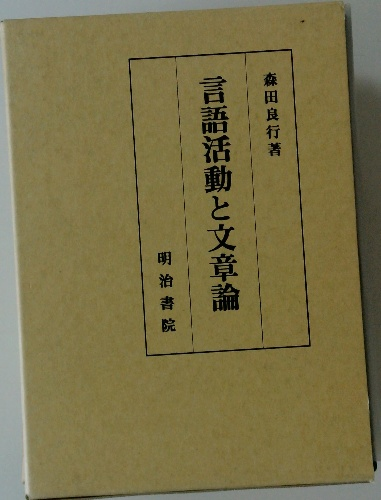 森田良行著
言語活動と文章論
明治書院